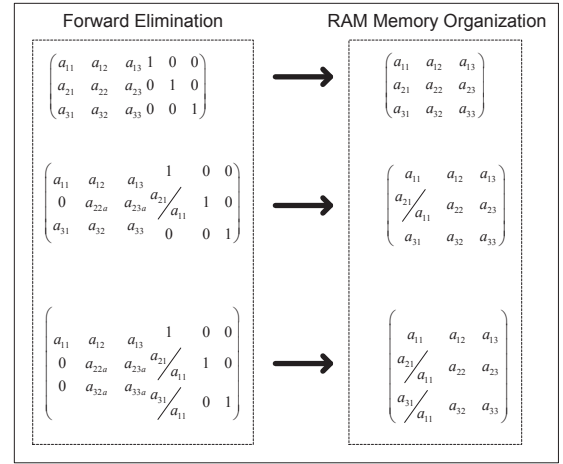 Forward Elimination RAM Memory Organization
a11 a12 a13 1 0 0 a11 a12 a13
a21 a22 a23 0 1 0 a21 a22 a23
a31 a32 a33 0 0 1 a31 a32 a33
a11 a12 a13 1 0 0 a11 a12 a13
0 a22a a23a a21/a11 1 0 a21/a11 a22 a23
a31 a32 a33 0 0 1 a31 a32 a33
a11 a12 a13 1 0 0 a11 a12 a13
0 a22a a23a a21/a11 1 0 a21/a11 a22 a23
0 a32a a33a a31/a11 0 1 a31/a11 a32 a33